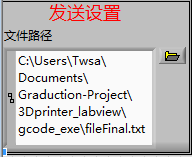 发送设置
文件路径
C:\Users\Twsa\
Documents\
Graduction-Project\
3Dprinter_labview\
gcode_exe\fileFinal.txt